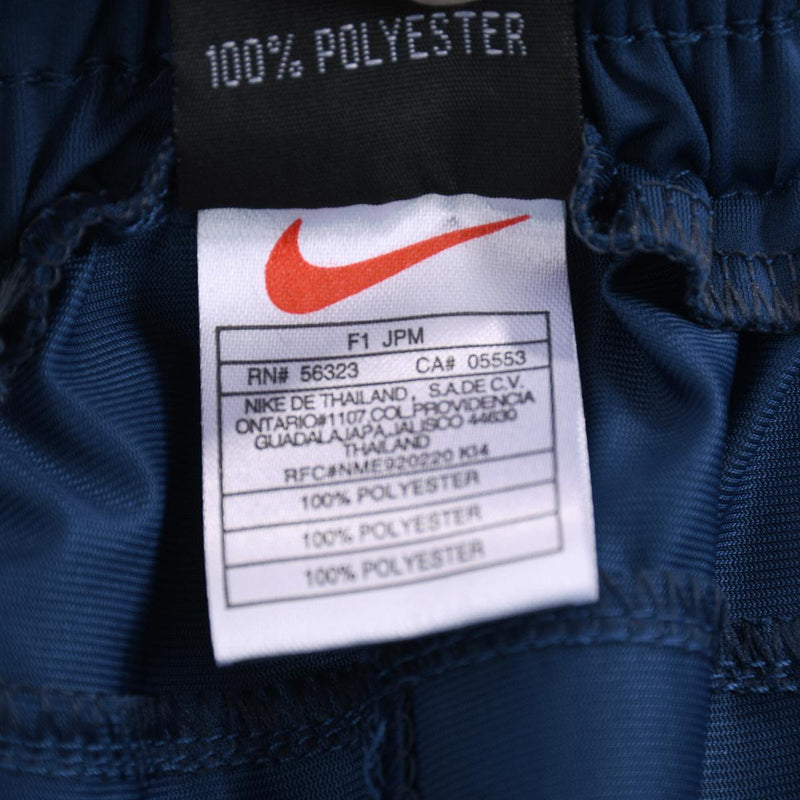 100% POLYESTER
F1 JPM
RN# 56323 CA# 05553
NIKE DE THAILAND, S.A.DE C.V.
ONTARIO#1107,COL.PROVIDENCIA
GUADALAJAPA,JALISCO 44630
THAILAND
RFC#NME920220 KI4
100% POLYESTER
100% POLYESTER
100% POLYESTER